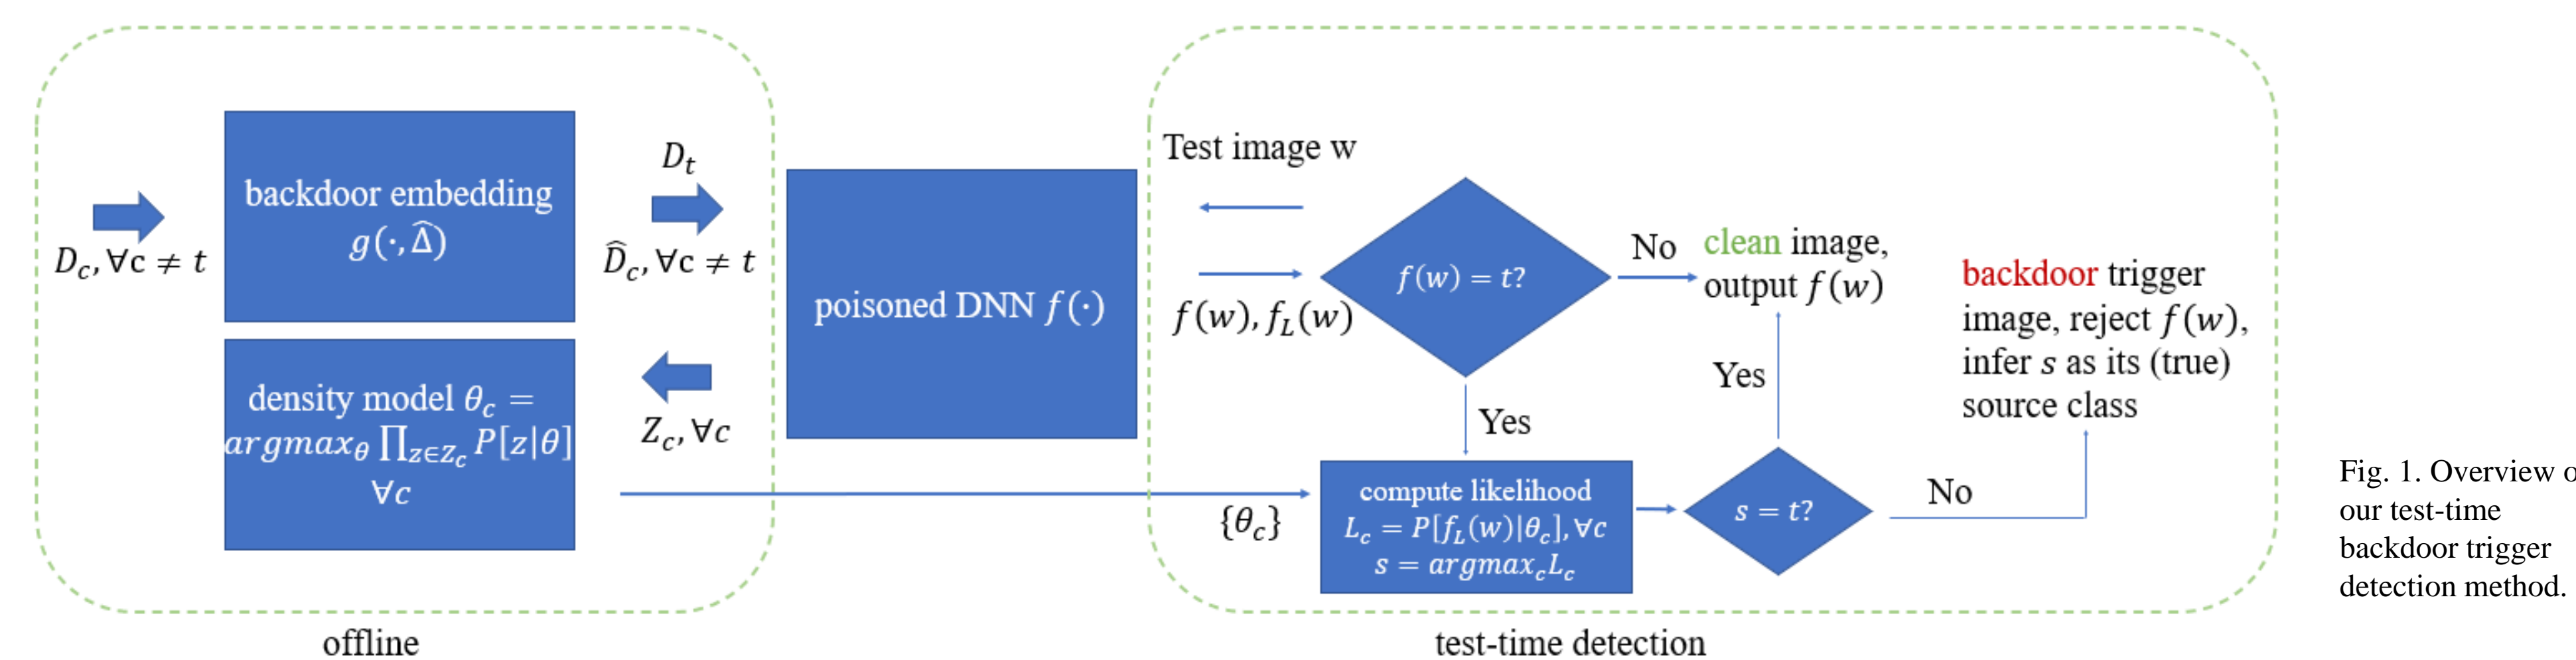 D_c, ∀c ≠ t
backdoor embedding
g(·, Δ̂)
D_t
D̂_c, ∀c ≠ t
density model θ_c =
argmax_θ ∏_{z∈Z_c} P[z|θ]
∀c
Z_c, ∀c
offline
poisoned DNN f(·)
Test image w
f(w), f_L(w)
{θ_c}
f(w) = t?
No
clean image,
output f(w)
Yes
compute likelihood
L_c = P[f_L(w)|θ_c], ∀c
s = argmax_c L_c
s = t?
Yes
No
backdoor trigger
image, reject f(w),
infer s as its (true)
source class
test-time detection
Fig. 1. Overview o
our test-time
backdoor trigger
detection method.